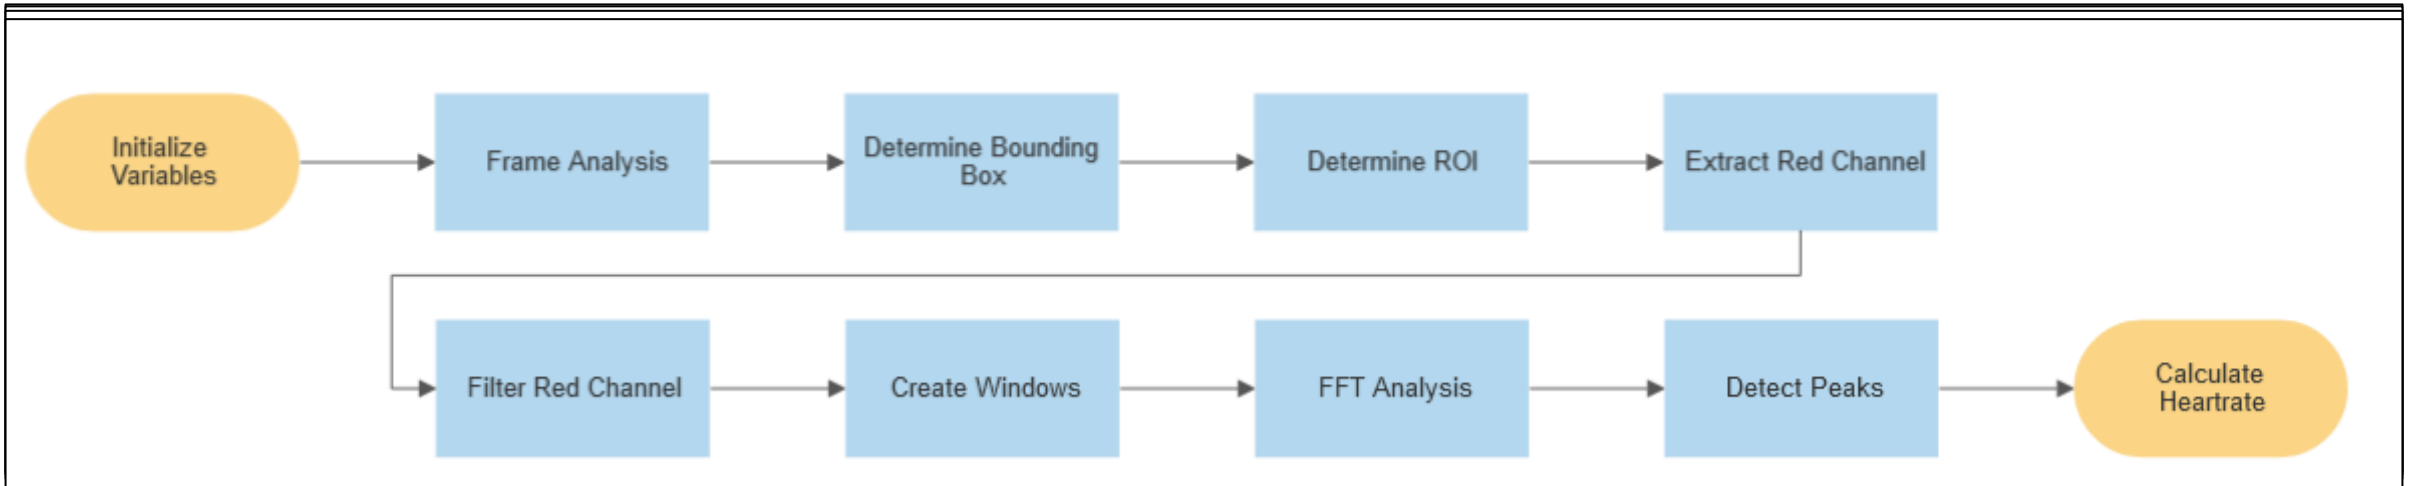 Initialize
Variables
Frame Analysis
Determine Bounding
Box
Determine ROI
Extract Red Channel
Filter Red Channel
Create Windows
FFT Analysis
Detect Peaks
Calculate
Heartrate